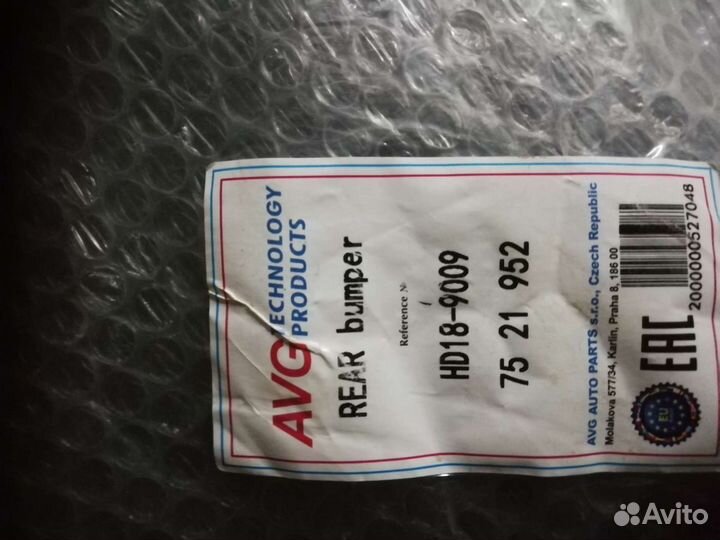 AVG TECHNOLOGY
PRODUCTS
REAR bumper
Reference №
HD18-9009
75 21 952
AVG AUTO PARTS s.r.o., Czech Republic
Molakova 577/34, Karlin, Praha 8, 186 00
2000000527048
EAC
EU
Avito